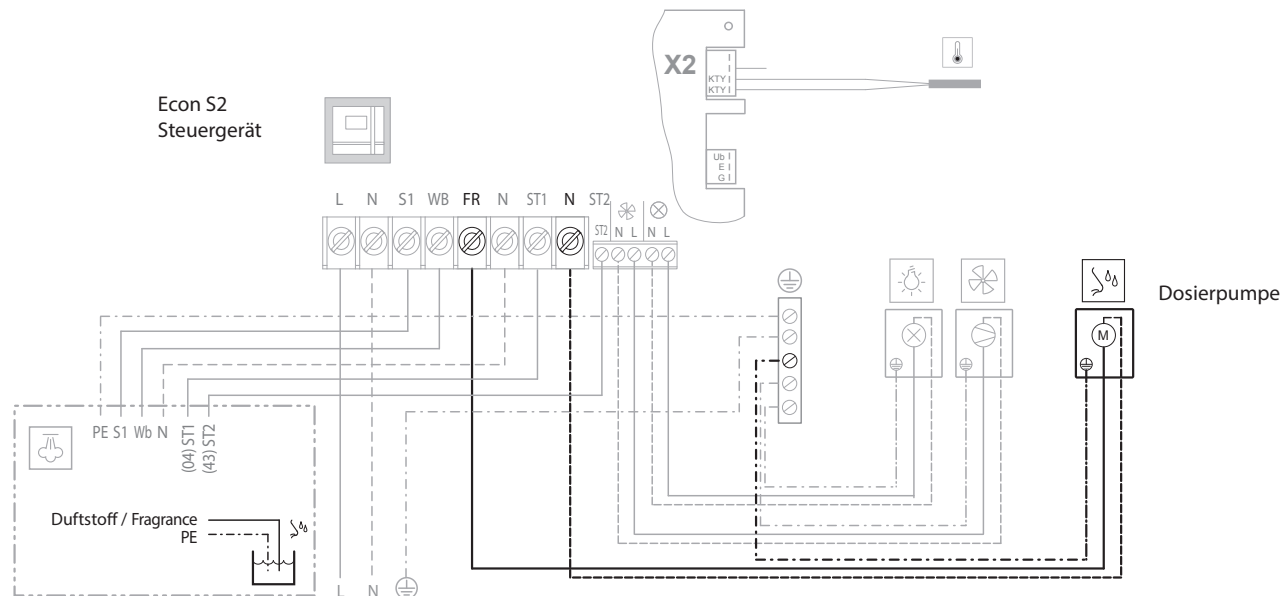 X2
I
I
KTY I
KTY I
Ub I
E I
G I
Econ S2
Steuergerät
L N S1 WB FR N ST1 N ST2
ST2 N L N L
Dosierpumpe
M
PE S1 Wb N (04) ST1 (43) ST2
Duftstoff / Fragrance
PE
L N